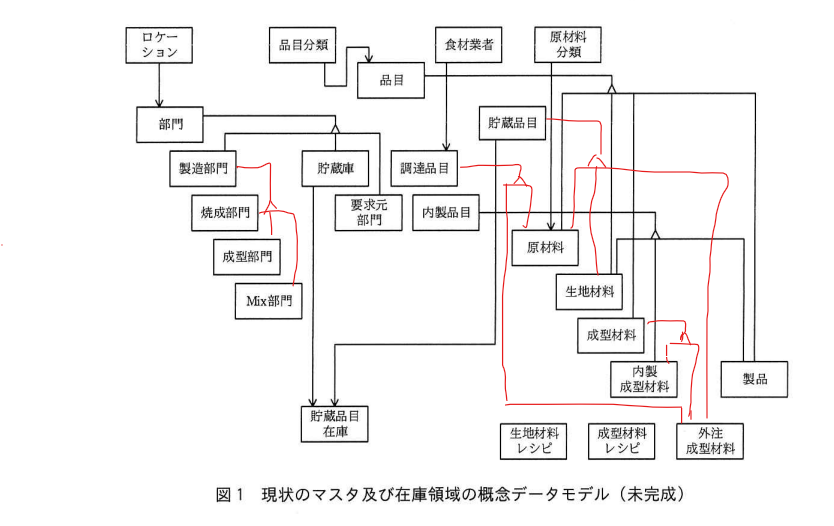 ロケー
ション
品目分類
食材業者
原材料
分類
品目
部門
貯蔵品目
製造部門
貯蔵庫
調達品目
焼成部門
要求元
部門
内製品目
成型部門
原材料
Mix部門
生地材料
成型材料
内製
成型材料
製品
貯蔵品目
在庫
生地材料
レシピ
成型材料
レシピ
外注
成型材料
図1 現状のマスタ及び在庫領域の概念データモデル（未完成）